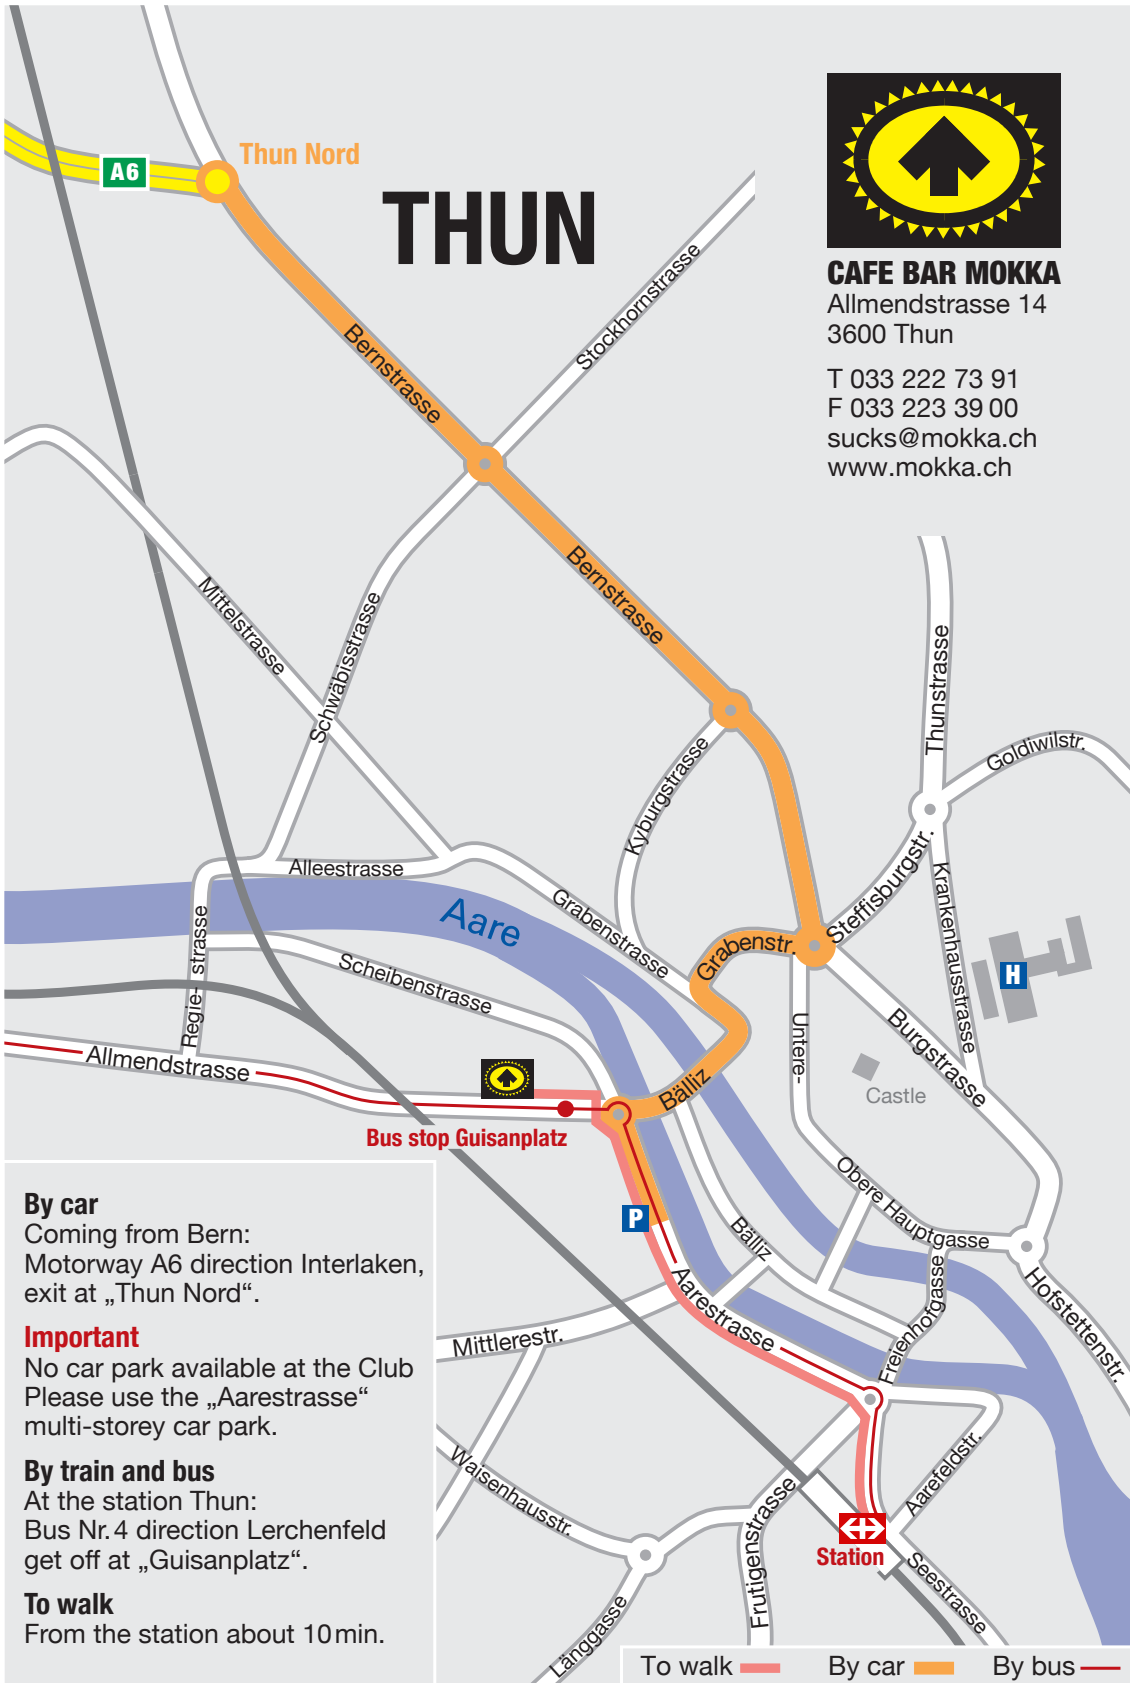 A6
Thun Nord
THUN
CAFE BAR MOKKA
Allmendstrasse 14
3600 Thun
T 033 222 73 91
F 033 223 39 00
sucks@mokka.ch
www.mokka.ch
Stockhornstrasse
Bernstrasse
Bernstrasse
Mittelstrasse
Schwäbisstrasse
Kyburgstrasse
Thunstrasse
Goldiwilstr.
Steffisburgstr.
Krankenhausstrasse
Alleestrasse
Grabenstrasse
Grabenstr.
Aare
Regie-strasse
Scheibenstrasse
H
Untere-
Burgstrasse
Castle
Allmendstrasse
Bälliz
Bus stop Guisanplatz
P
Bälliz
Obere Hauptgasse
Freienhofgasse
Hofstettenstr.
Aarestrasse
Mittlerestr.
Waisenhausstr.
Aarefeldstr.
Frutigenstrasse
Station
Seestrasse
Länggasse
By car
Coming from Bern:
Motorway A6 direction Interlaken,
exit at „Thun Nord“.
Important
No car park available at the Club
Please use the „Aarestrasse“
multi-storey car park.
By train and bus
At the station Thun:
Bus Nr. 4 direction Lerchenfeld
get off at „Guisanplatz“.
To walk
From the station about 10 min.
To walk
By car
By bus